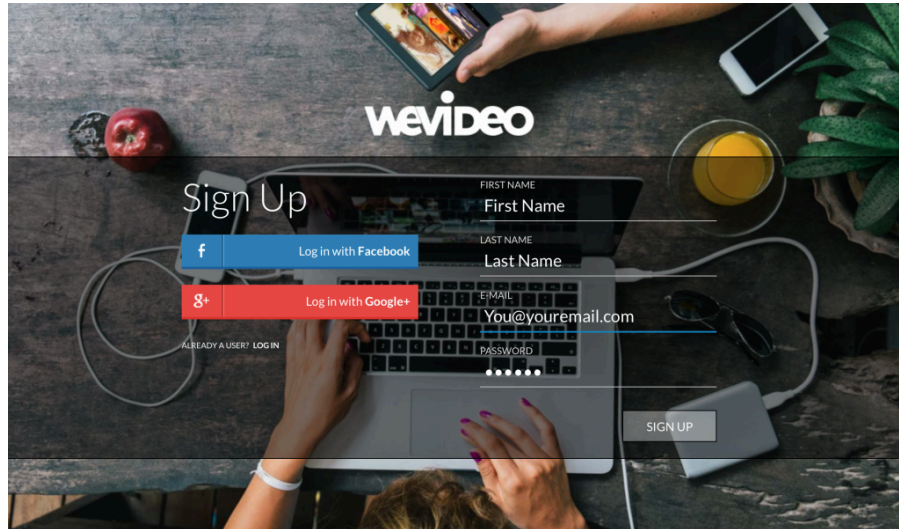 wevideo
Sign Up
f Log in with Facebook
8+ Log in with Google+
ALREADY A USER? LOG IN
FIRST NAME
First Name
LAST NAME
Last Name
E-MAIL
You@youremail.com
PASSWORD
••••••
SIGN UP